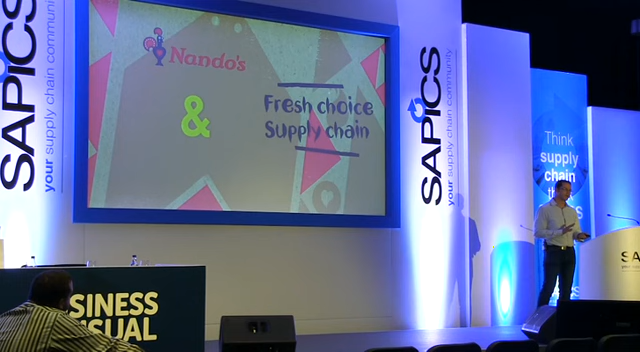 SAPICS
your supply chain community
Nando's
&
Fresh choice
Supply chain
SAPICS
your supply chain community
Think
supply
chain
SAPICS
SINESS